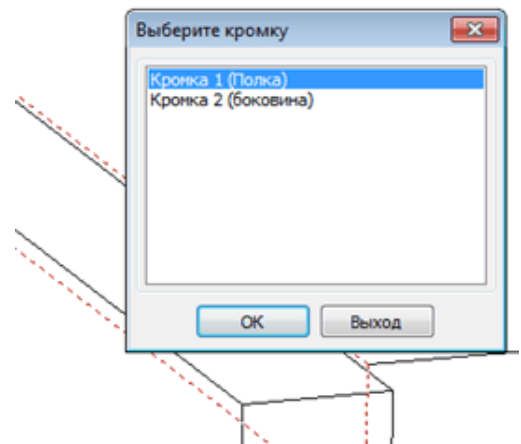 Выберите кромку
Кромка 1 (Полка)
Кромка 2 (боковина)
OK
Выход